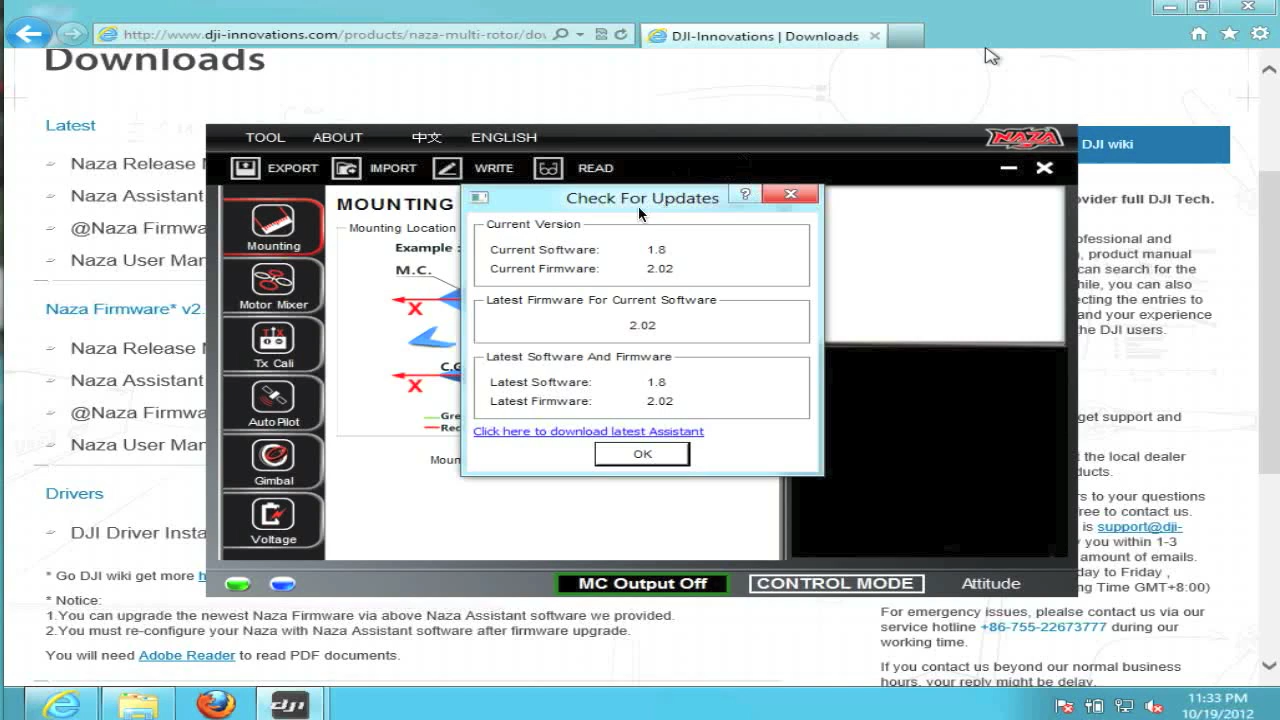 http://www.dji-innovations.com/products/naza-multi-rotor/dov
DJI-Innovations | Downloads
Downloads
Latest
Naza Release
Naza Assistant
@Naza Firmwa
Naza User Man
Naza Firmware* v2.
Naza Release
Naza Assistant
@Naza Firmwa
Naza User Man
Drivers
DJI Driver Insta
* Go DJI wiki get more
* Notice:
1.You can upgrade the newest Naza Firmware via above Naza Assistant software we provided.
2.You must re-configure your Naza with Naza Assistant software after firmware upgrade.
You will need Adobe Reader to read PDF documents.
TOOL ABOUT 中文 ENGLISH
NAZA
EXPORT IMPORT WRITE READ
Mounting
Motor Mixer
Tx Cali
AutoPilot
Gimbal
Voltage
MOUNTING
Mounting Location
Example :
M.C.
X
C.G
X
Gre
Red
Moun
Check For Updates
Current Version
Current Software: 1.8
Current Firmware: 2.02
Latest Firmware For Current Software
2.02
Latest Software And Firmware
Latest Software: 1.8
Latest Firmware: 2.02
Click here to download latest Assistant
OK
MC Output Off CONTROL MODE Attitude
DJI wiki
vider full DJI Tech.
ofessional and
, product manual
can search for the
hile, you can also
ecting the entries to
and your experience
the DJI users.
get support and
the local dealer
ducts.
rs to your questions
ree to contact us.
is support@dji-
you within 1-3
amount of emails.
day to Friday ,
ng Time GMT+8:00)
For emergency issues, please contact us via our
service hotline +86-755-22673777 during our
working time.
If you contact us beyond our normal business
hours, your reply might be delay.
dji
11:33 PM
10/19/2012